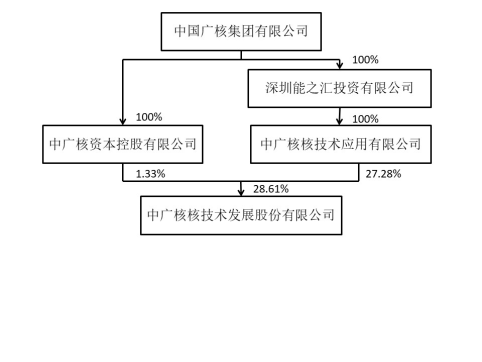 中国广核集团有限公司
100%
深圳能之汇投资有限公司
100%
100%
中广核资本控股有限公司
中广核核技术应用有限公司
1.33%
27.28%
28.61%
中广核核技术发展股份有限公司